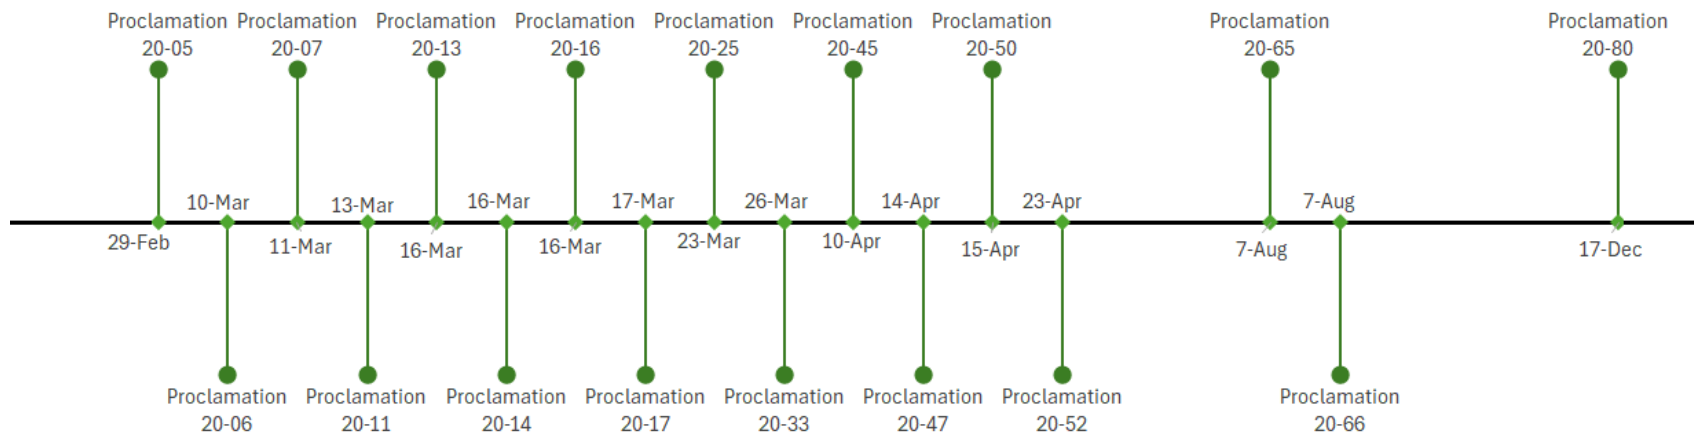 Proclamation
20-05
Proclamation
20-07
Proclamation
20-13
Proclamation
20-16
Proclamation
20-25
Proclamation
20-45
Proclamation
20-50
Proclamation
20-65
Proclamation
20-80
10-Mar
13-Mar
16-Mar
17-Mar
26-Mar
14-Apr
23-Apr
7-Aug
29-Feb
11-Mar
16-Mar
16-Mar
23-Mar
10-Apr
15-Apr
7-Aug
17-Dec
Proclamation
20-06
Proclamation
20-11
Proclamation
20-14
Proclamation
20-17
Proclamation
20-33
Proclamation
20-47
Proclamation
20-52
Proclamation
20-66